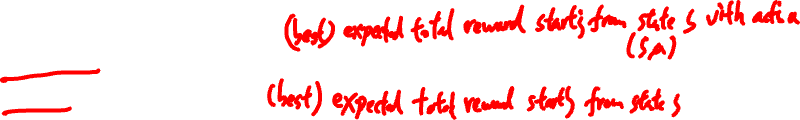 (best) expected total reward starting from state s with action a
(s,a)
(best) expected total reward starting from state s